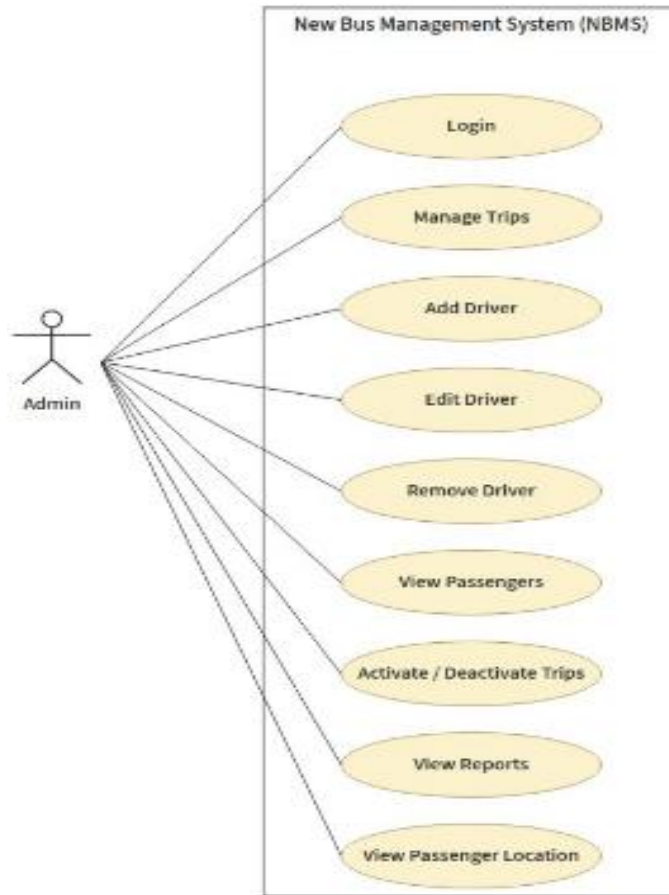 New Bus Management System (NBMS)
Login
Manage Trips
Add Driver
Admin
Edit Driver
Remove Driver
View Passengers
Activate / Deactivate Trips
View Reports
View Passenger Location